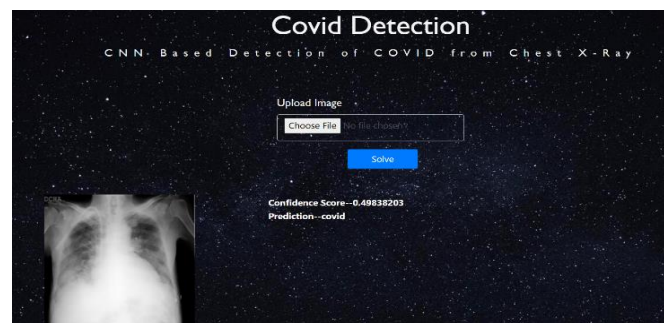 Covid Detection
CNN Based Detection of COVID from Chest X-Ray
Upload Image
Choose File No file chosen
Solve
Confidence Score--0.49838203
Prediction--covid